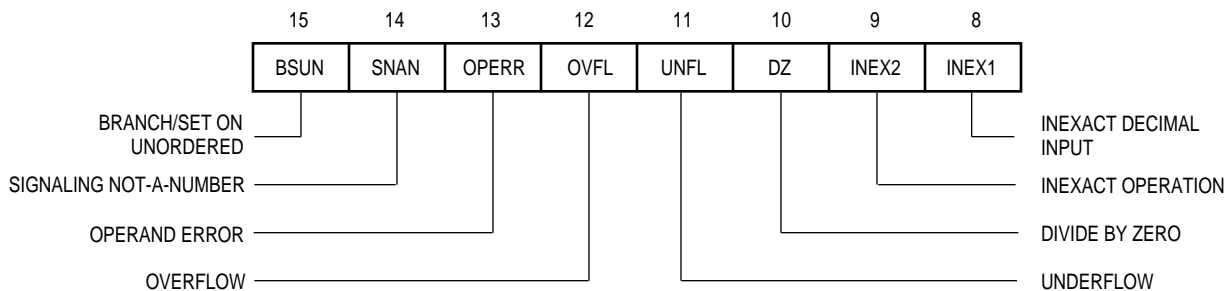 15 14 13 12 11 10 9 8
BSUN SNAN OPERR OVFL UNFL DZ INEX2 INEX1
BRANCH/SET ON
UNORDERED
INEXACT DECIMAL
INPUT
SIGNALING NOT-A-NUMBER
INEXACT OPERATION
OPERAND ERROR
DIVIDE BY ZERO
OVERFLOW
UNDERFLOW